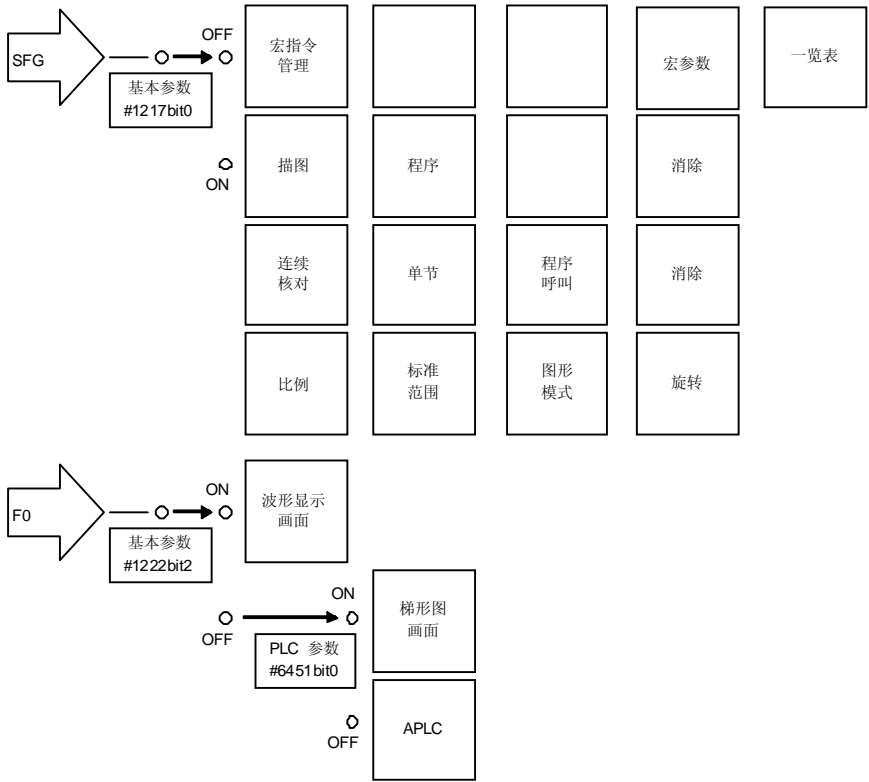 SFG
OFF
基本参数
#1217bit0
ON
宏指令
管理
宏参数
一览表
描图
程序
消除
连续
核对
单节
程序
呼叫
消除
比例
标准
范围
图形
模式
旋转
F0
ON
基本参数
#1222bit2
波形显示
画面
ON
OFF
PLC 参数
#6451bit0
梯形图
画面
OFF
APLC